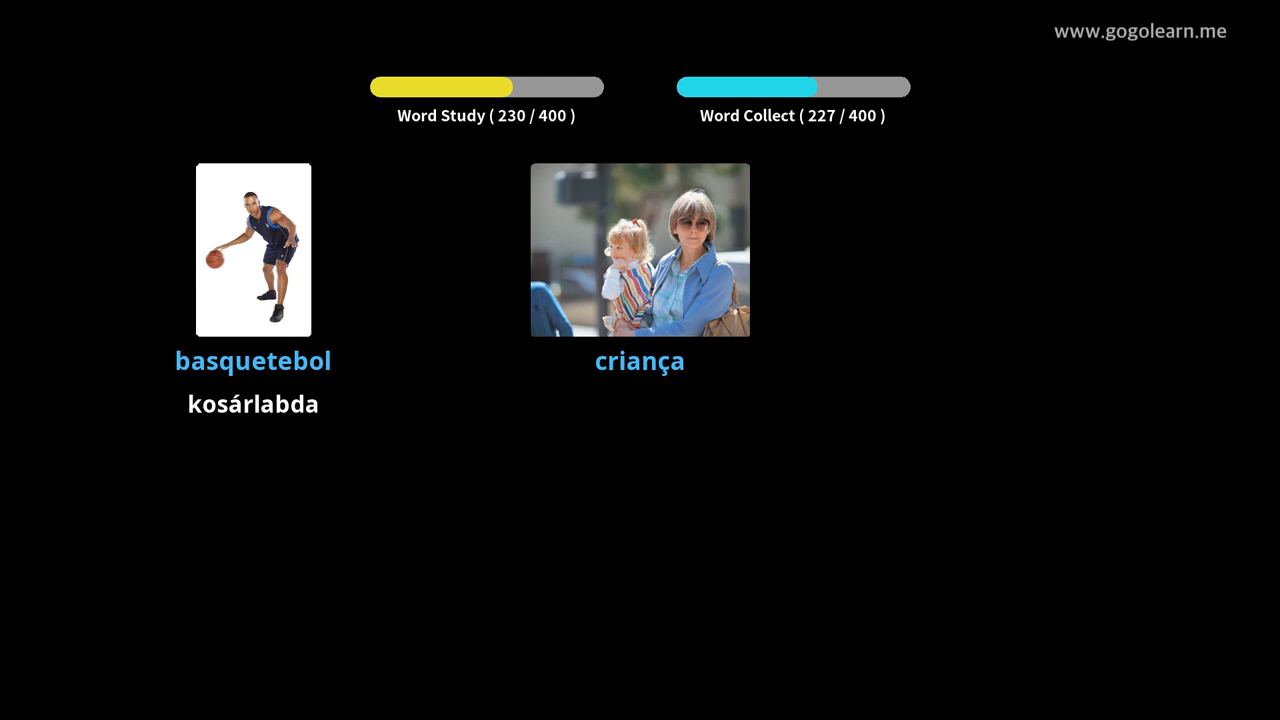 www.gogolearn.me
Word Study ( 230 / 400 )
Word Collect ( 227 / 400 )
basquetebol
criança
kosárlabda